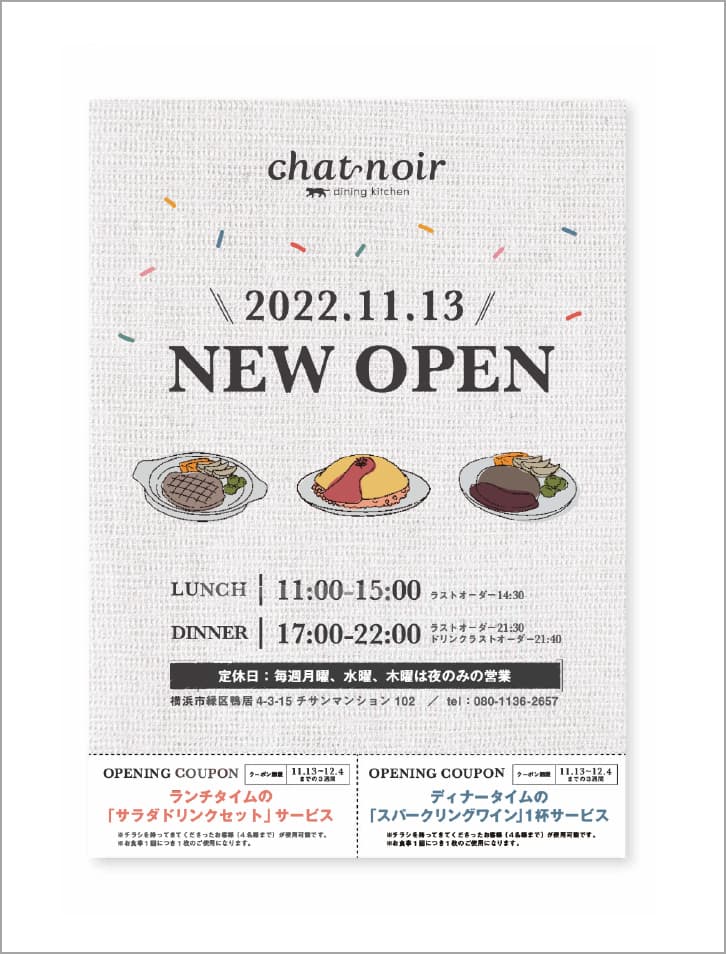 chat noir
dining kitchen
2022.11.13
NEW OPEN
LUNCH 11:00-15:00 ラストオーダー14:30
DINNER 17:00-22:00 ラストオーダー21:30
ドリンクラストオーダー21:40
定休日：毎週月曜、水曜、木曜は夜のみの営業
横浜市緑区鴨居 4-3-15 チサンマンション 102 ／ tel：080-1136-2657
OPENING COUPON クーポン期限 11.13~12.4
までの3週間
ランチタイムの
「サラダドリンクセット」サービス
※チラシを持ってきてくださったお客様（4名様まで）が使用可能です。
※お食事1回につき1枚のご使用になります。
OPENING COUPON クーポン期限 11.13~12.4
までの3週間
ディナータイムの
「スパークリングワイン」1杯サービス
※チラシを持ってきてくださったお客様（4名様まで）が使用可能です。
※お食事1回につき1枚のご使用になります。